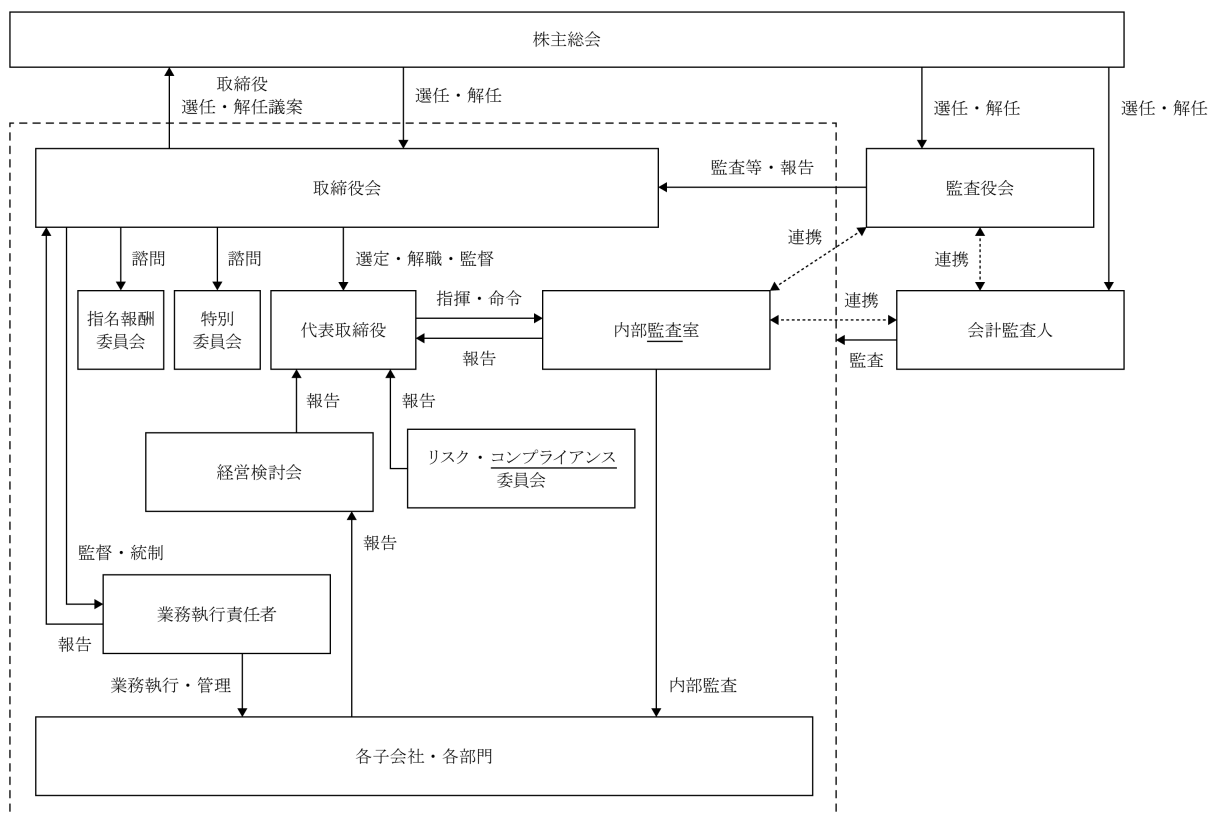 株主総会
取締役
選任・解任議案
選任・解任
選任・解任
選任・解任
取締役会
監査等・報告
監査役会
諮問
諮問
選定・解職・監督
連携
連携
指名報酬
委員会
特別
委員会
代表取締役
指揮・命令
報告
内部監査室
連携
監査
会計監査人
報告
報告
経営検討会
リスク・コンプライアンス
委員会
報告
監督・統制
業務執行責任者
報告
業務執行・管理
内部監査
各子会社・各部門